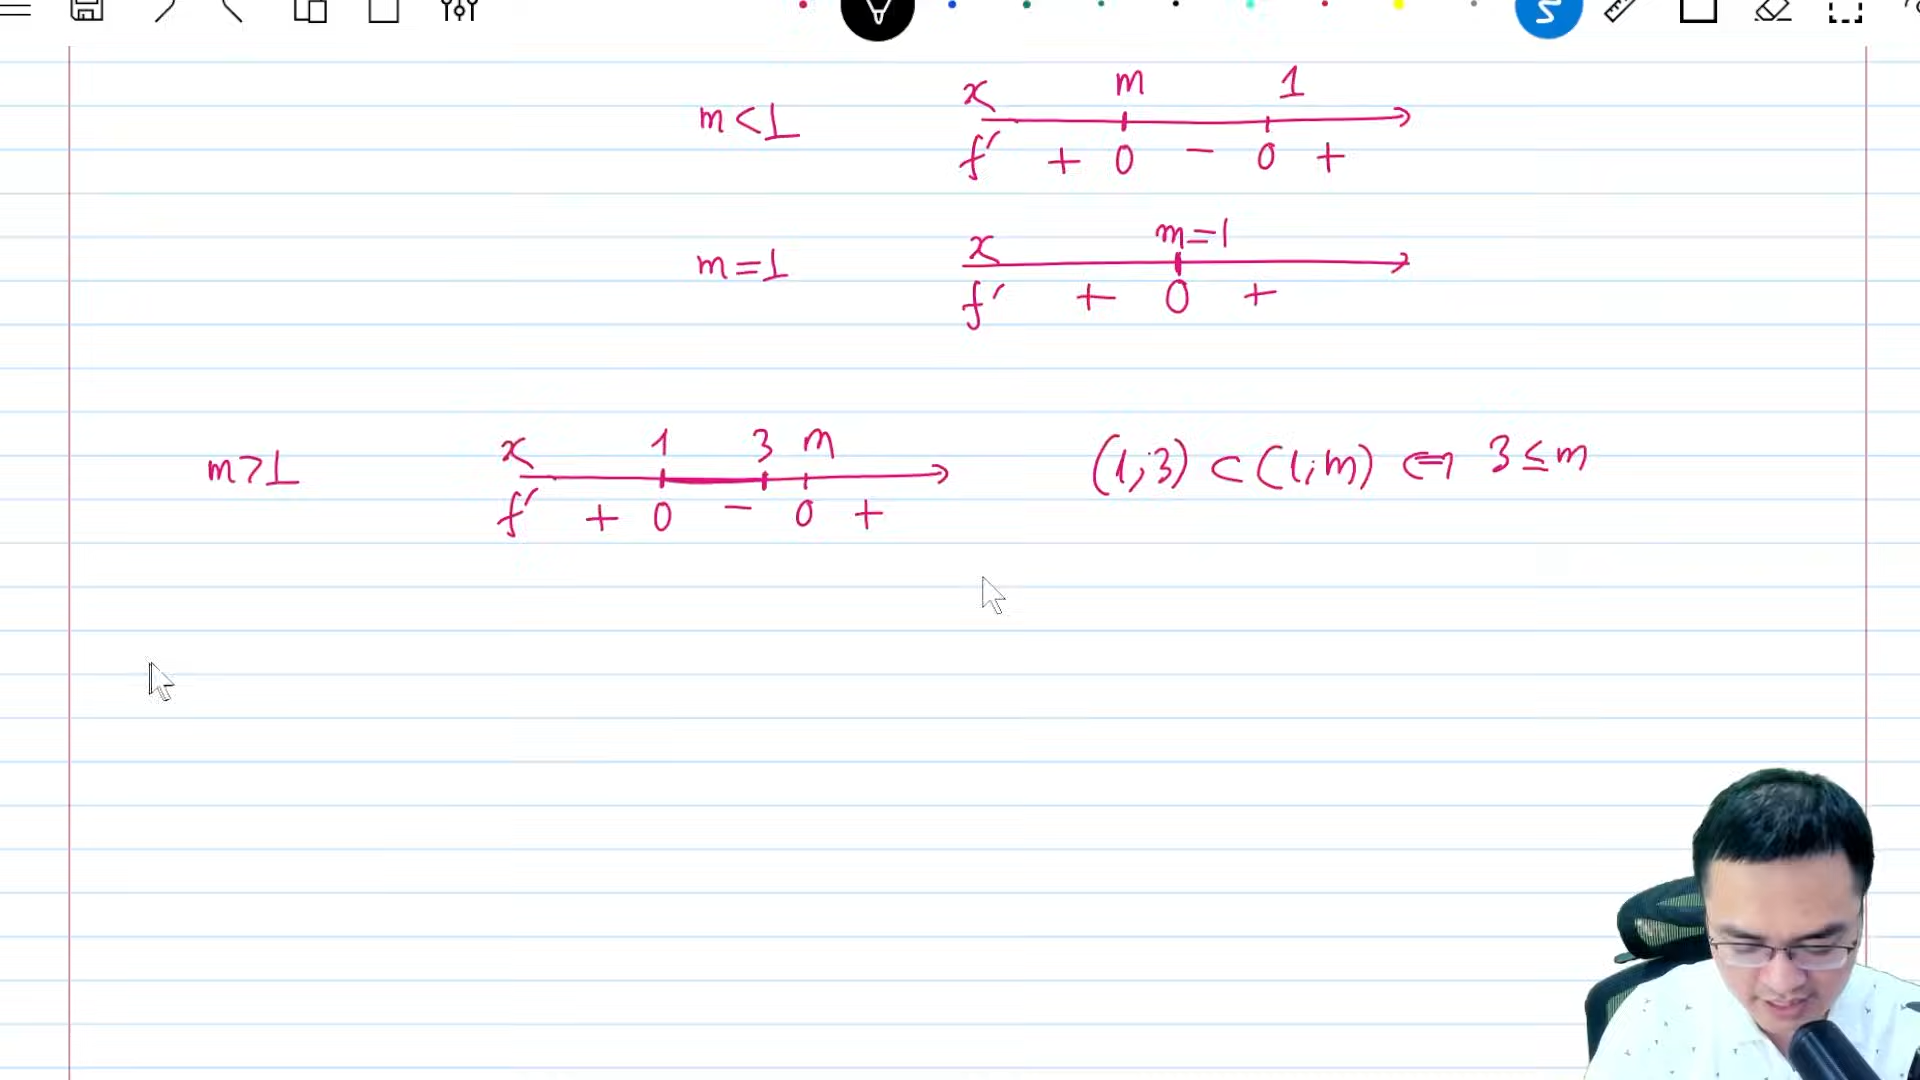 x m 1
m < 1
f' + 0 - 0 +
x m=1
m = 1
f' + 0 +
x 1 3 m
m > 1
f' + 0 - 0 +
(1;3) ⊂ (1;m) ⇔ 3 ≤ m